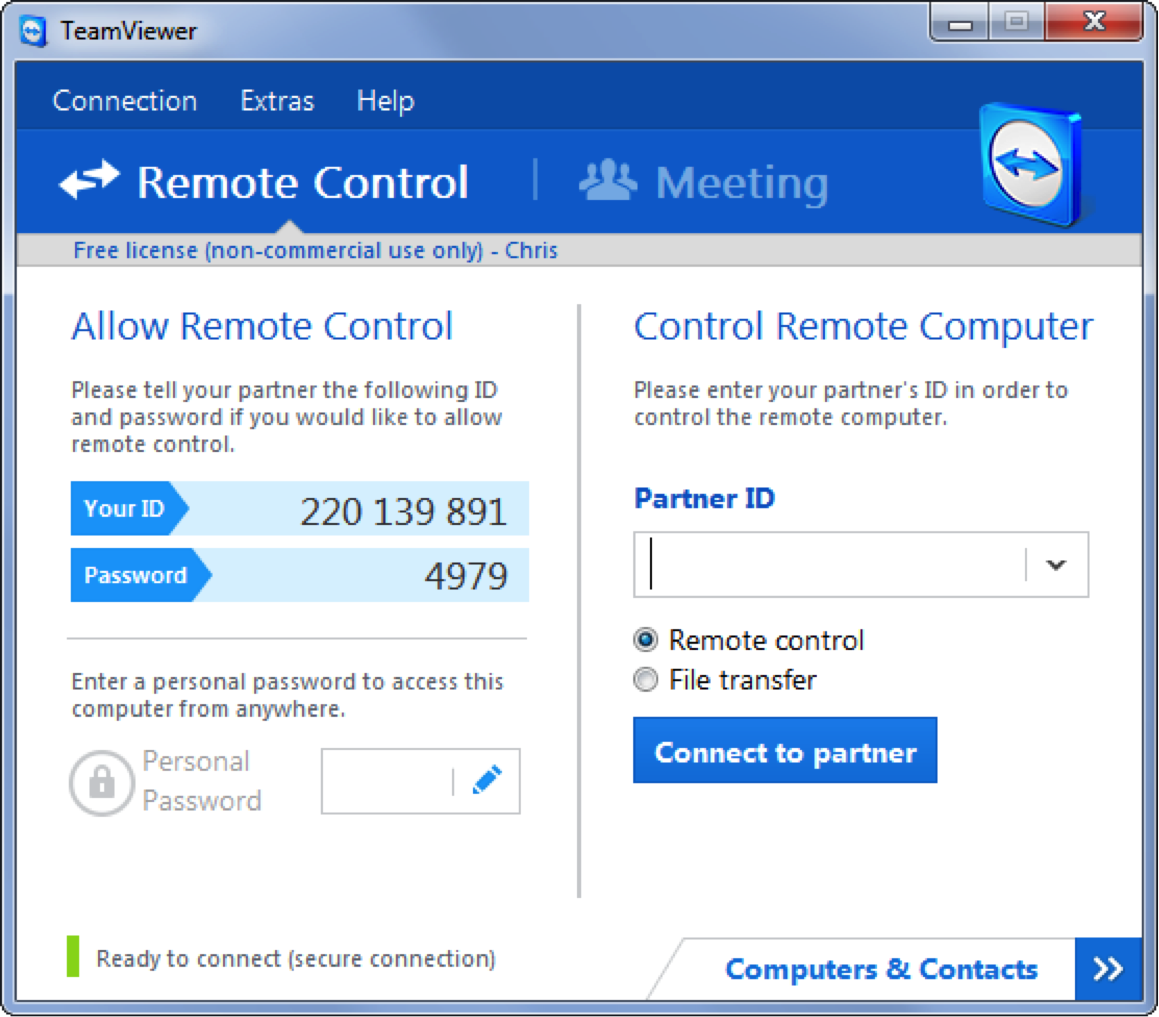 TeamViewer
Connection Extras Help
Remote Control Meeting
Free license (non-commercial use only) - Chris
Allow Remote Control
Please tell your partner the following ID
and password if you would like to allow
remote control.
Your ID 220 139 891
Password 4979
Enter a personal password to access this
computer from anywhere.
Personal
Password
Control Remote Computer
Please enter your partner's ID in order to
control the remote computer.
Partner ID
Remote control
File transfer
Connect to partner
Ready to connect (secure connection)
Computers & Contacts